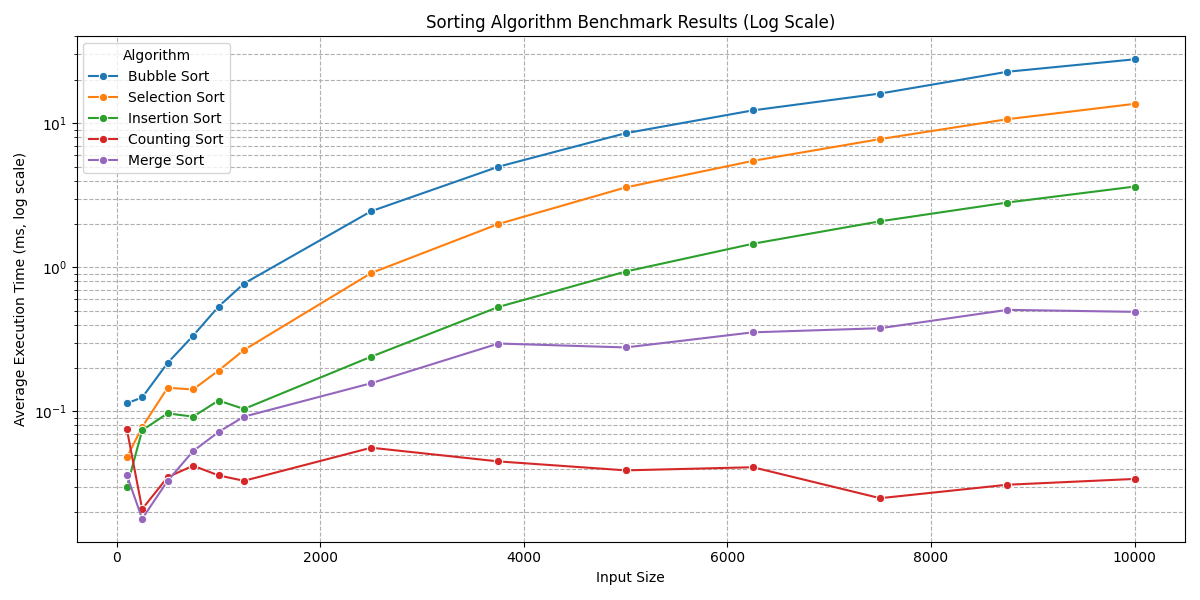 Sorting Algorithm Benchmark Results (Log Scale)
Algorithm
Bubble Sort
Selection Sort
Insertion Sort
Counting Sort
Merge Sort
Average Execution Time (ms, log scale)
10¹
10⁰
10⁻¹
0 2000 4000 6000 8000 10000
Input Size